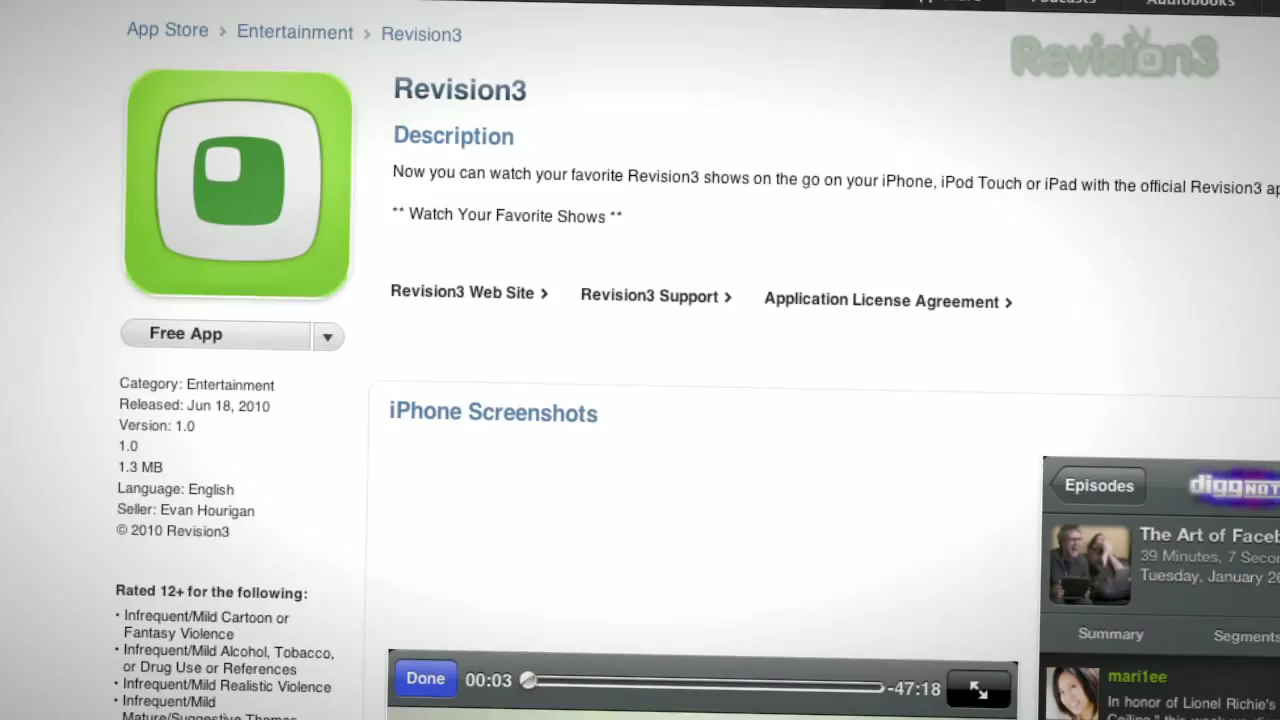 App Store > Entertainment > Revision3
Revision3
Revision3
Description
Now you can watch your favorite Revision3 shows on the go on your iPhone, iPod Touch or iPad with the official Revision3
** Watch Your Favorite Shows **
Revision3 Web Site >
Revision3 Support >
Application License Agreement >
Free App
Category: Entertainment
Released: Jun 18, 2010
Version: 1.0
1.0
1.3 MB
Language: English
Seller: Evan Hourigan
© 2010 Revision3
Rated 12+ for the following:
• Infrequent/Mild Cartoon or
Fantasy Violence
• Infrequent/Mild Alcohol, Tobacco,
or Drug Use or References
• Infrequent/Mild Realistic Violence
• Infrequent/Mild
Mature/Suggestive Themes
iPhone Screenshots
Done 00:03 -47:18
Episodes
diggnat
The Art of
39 Minutes, 7
Tuesday, January
Summary
Segments
mari1ee
In honor of Lionel Richie's